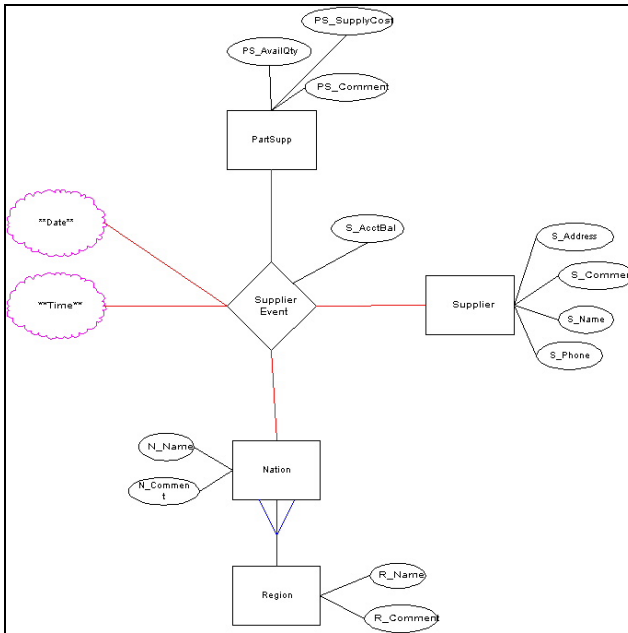 PS_SupplyCost
PS_AvailQty
PS_Comment
PartSupp
**Date**
S_AcctBal
S_Address
S_Commer
**Time**
Supplier
Event
Supplier
S_Name
S_Phone
N_Name
Nation
N_Commen
t
R_Name
Region
R_Comment